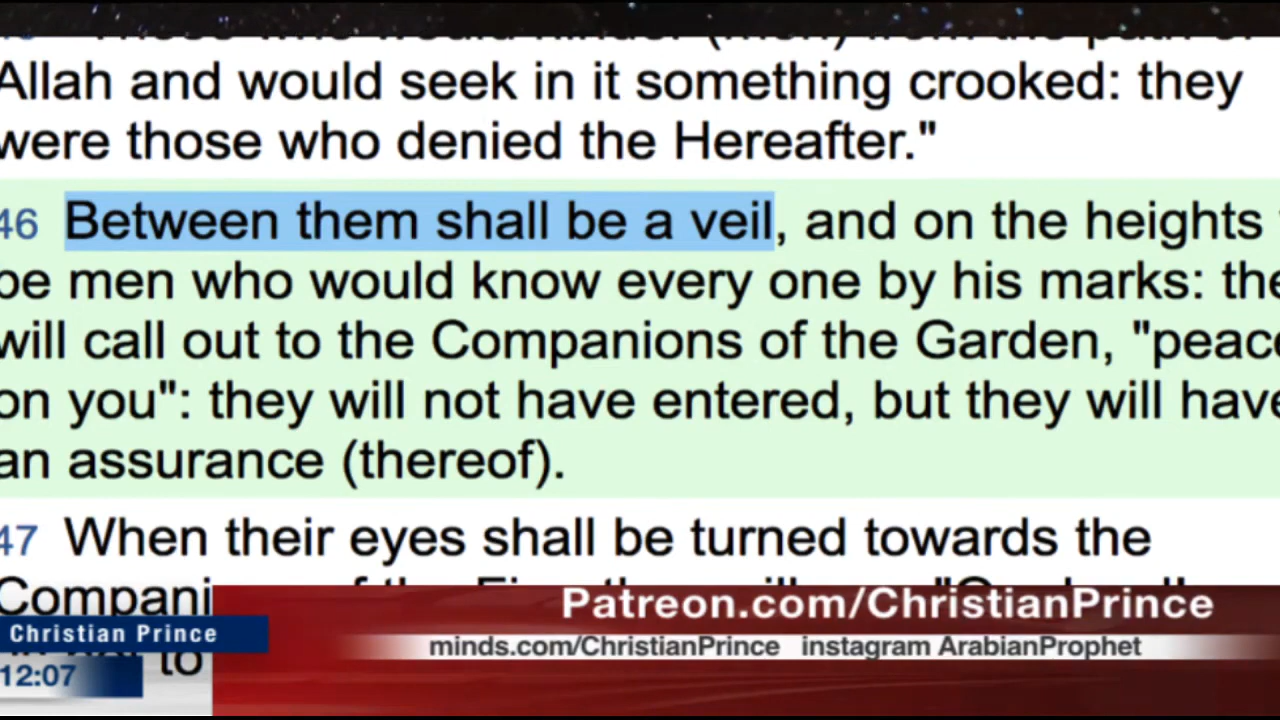 Allah and would seek in it something crooked: they
were those who denied the Hereafter."
46 Between them shall be a veil, and on the heights
be men who would know every one by his marks:
will call out to the Companions of the Garden,
on you": they will not have entered, but they will have
an assurance (thereof).
47 When their eyes shall be turned towards the
Patreon.com/ChristianPrince
Christian Prince
minds.com/ChristianPrince instagram ArabianProphet
12:07
to